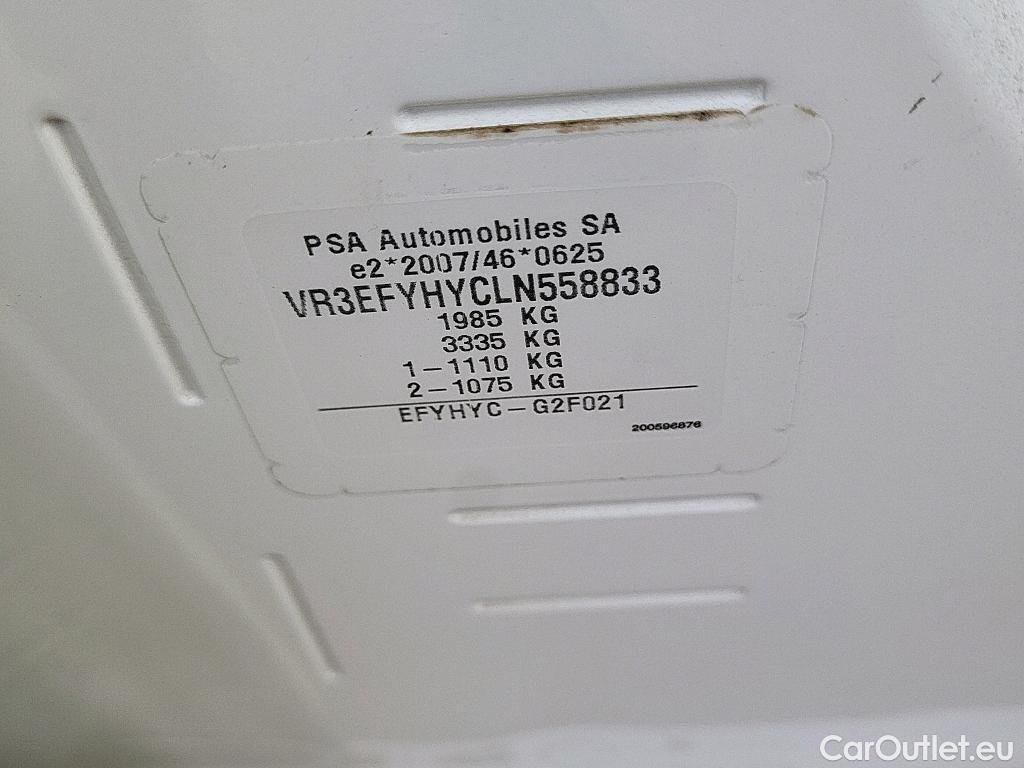 PSA Automobiles SA
e2*2007/46*0625
VR3EFYHYCLN558833
1985 KG
3335 KG
1-1110 KG
2-1075 KG
EFYHYC-G2F021
200596876
CarOutlet.eu